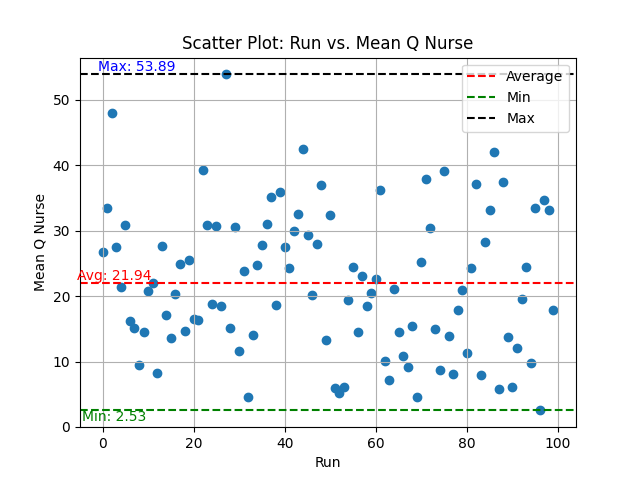 Scatter Plot: Run vs. Mean Q Nurse
Max: 53.89
Average
Min
Max
50
40
30
Avg: 21.94
20
10
Min: 2.53
0
Mean Q Nurse
0 20 40 60 80 100
Run